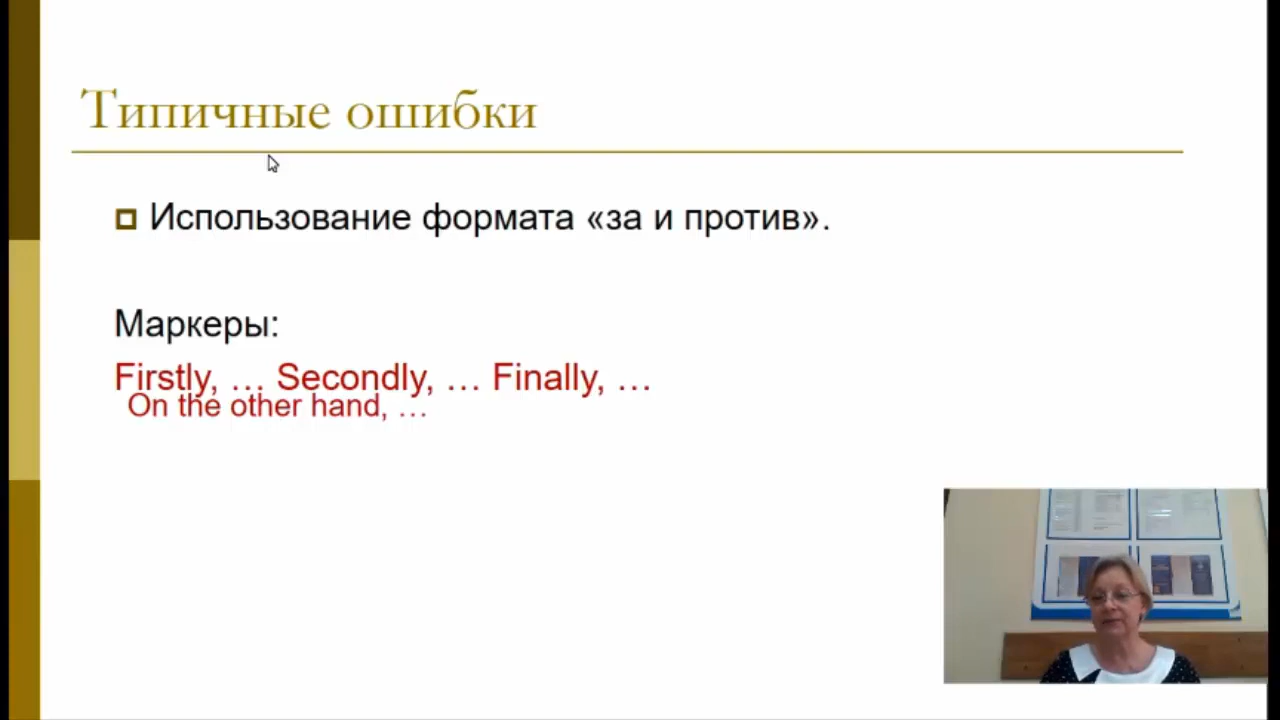 Типичные ошибки
Использование формата «за и против».
Маркеры:
Firstly, … Secondly, … Finally, …
On the other hand, …